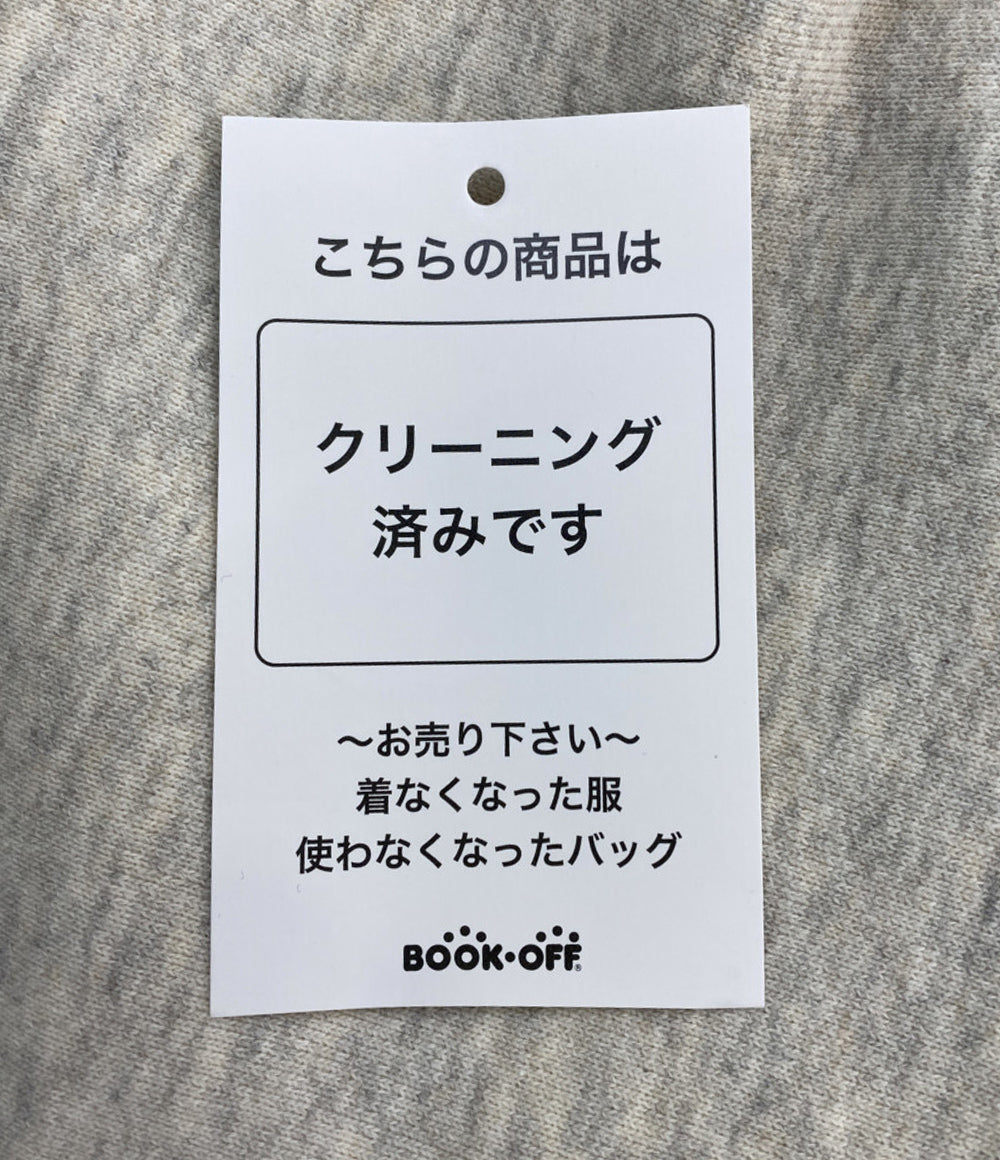 こちらの商品は
クリーニング
済みです
〜お売り下さい〜
着なくなった服
使わなくなったバッグ
BOOK•OFF®